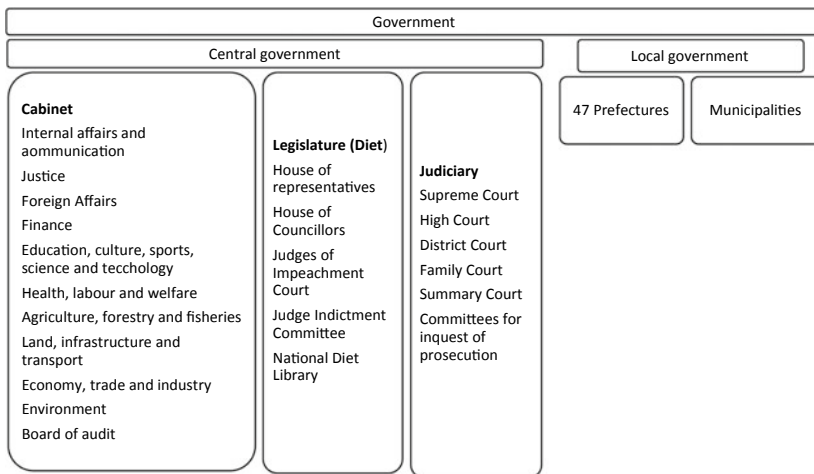 Government
Central government
Local government
Cabinet
Internal affairs and
aommunication
Justice
Foreign Affairs
Finance
Education, culture, sports,
science and tecchology
Health, labour and welfare
Agriculture, forestry and fisheries
Land, infrastructure and
transport
Economy, trade and industry
Environment
Board of audit
Legislature (Diet)
House of
representatives
House of
Councillors
Judges of
Impeachment
Court
Judge Indictment
Committee
National Diet
Library
Judiciary
Supreme Court
High Court
District Court
Family Court
Summary Court
Committees for
inquest of
prosecution
47 Prefectures
Municipalities